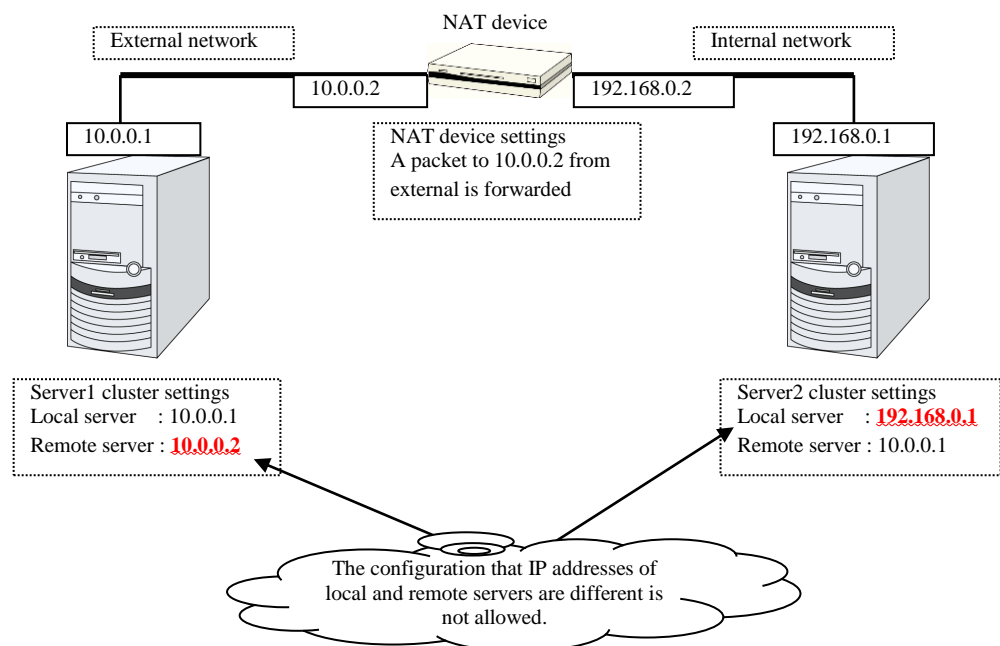 NAT device
External network
Internal network
10.0.0.2
192.168.0.2
10.0.0.1
192.168.0.1
NAT device settings
A packet to 10.0.0.2 from
external is forwarded
Server1 cluster settings
Local server : 10.0.0.1
Remote server : 10.0.0.2
Server2 cluster settings
Local server : 192.168.0.1
Remote server : 10.0.0.1
The configuration that IP addresses of
local and remote servers are different is
not allowed.